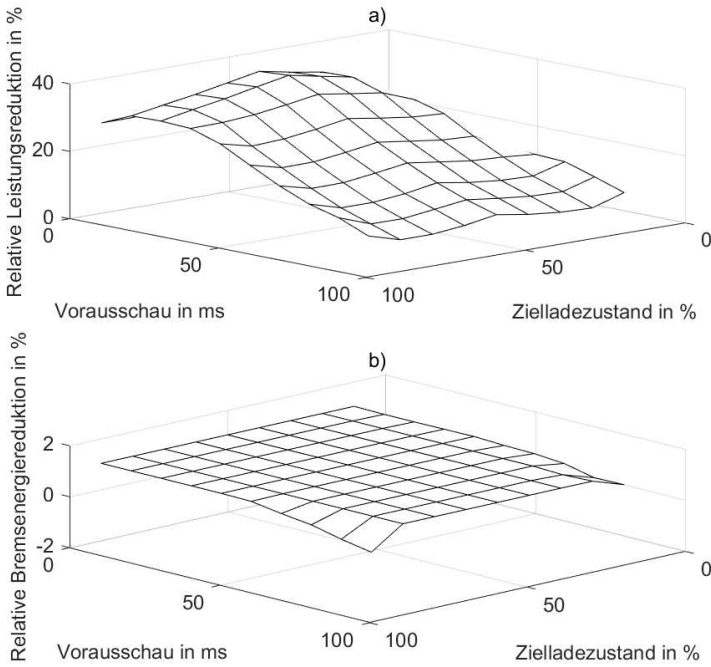 a)
Relative Leistungsreduktion in %
40
20
0
0
50
100
100
50
0
Vorausschau in ms
Zielladezustand in %
b)
Relative Bremsenergiereduktion in %
2
0
-2
0
50
100
100
50
0
Vorausschau in ms
Zielladezustand in %